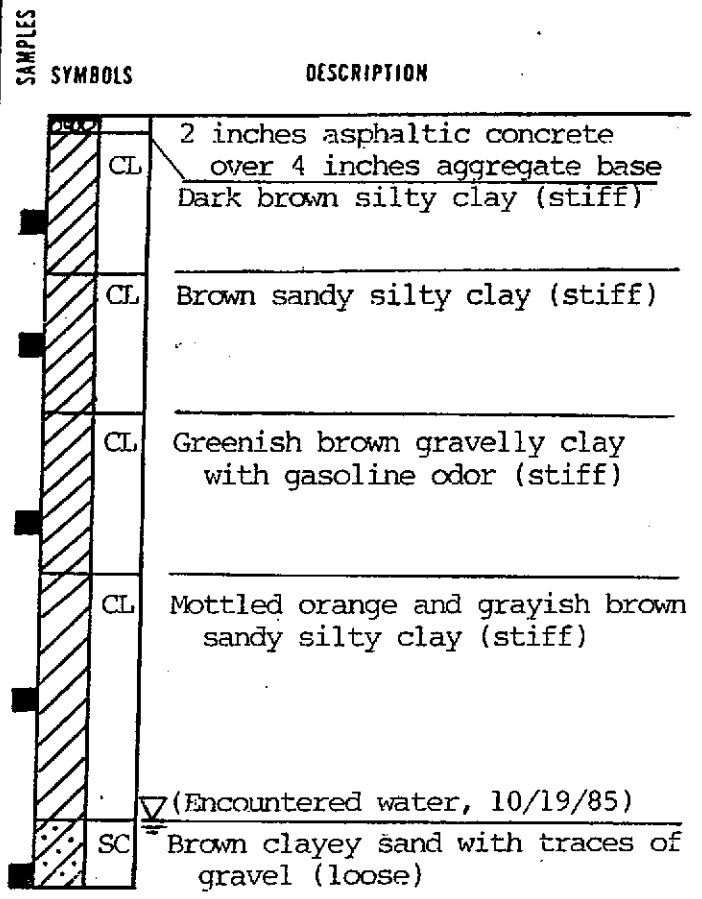 SAMPLES
SYMBOLS
DESCRIPTION
2 inches asphaltic concrete
over 4 inches aggregate base
CL
Dark brown silty clay (stiff)
CL Brown sandy silty clay (stiff)
CL Greenish brown gravelly clay
with gasoline odor (stiff)
CL Mottled orange and grayish brown
sandy silty clay (stiff)
(Encountered water, 10/19/85)
SC Brown clayey sand with traces of
gravel (loose)